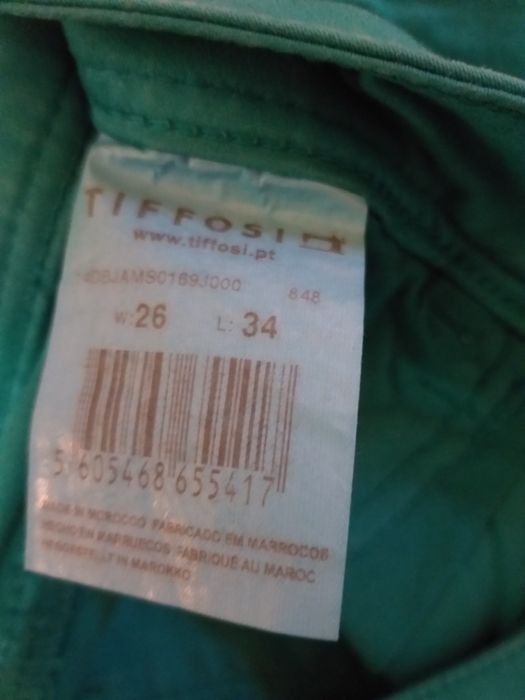 TIFFOSI
www.tiffosi.pt
848
W: 26 L: 34
5 605468 655417
MADE IN MOROCCO FABRICADO EM MARROCOS
HECHO EN MARRUECOS FABRIQUÉ AU MAROC
HERGESTELLT IN MAROKKO